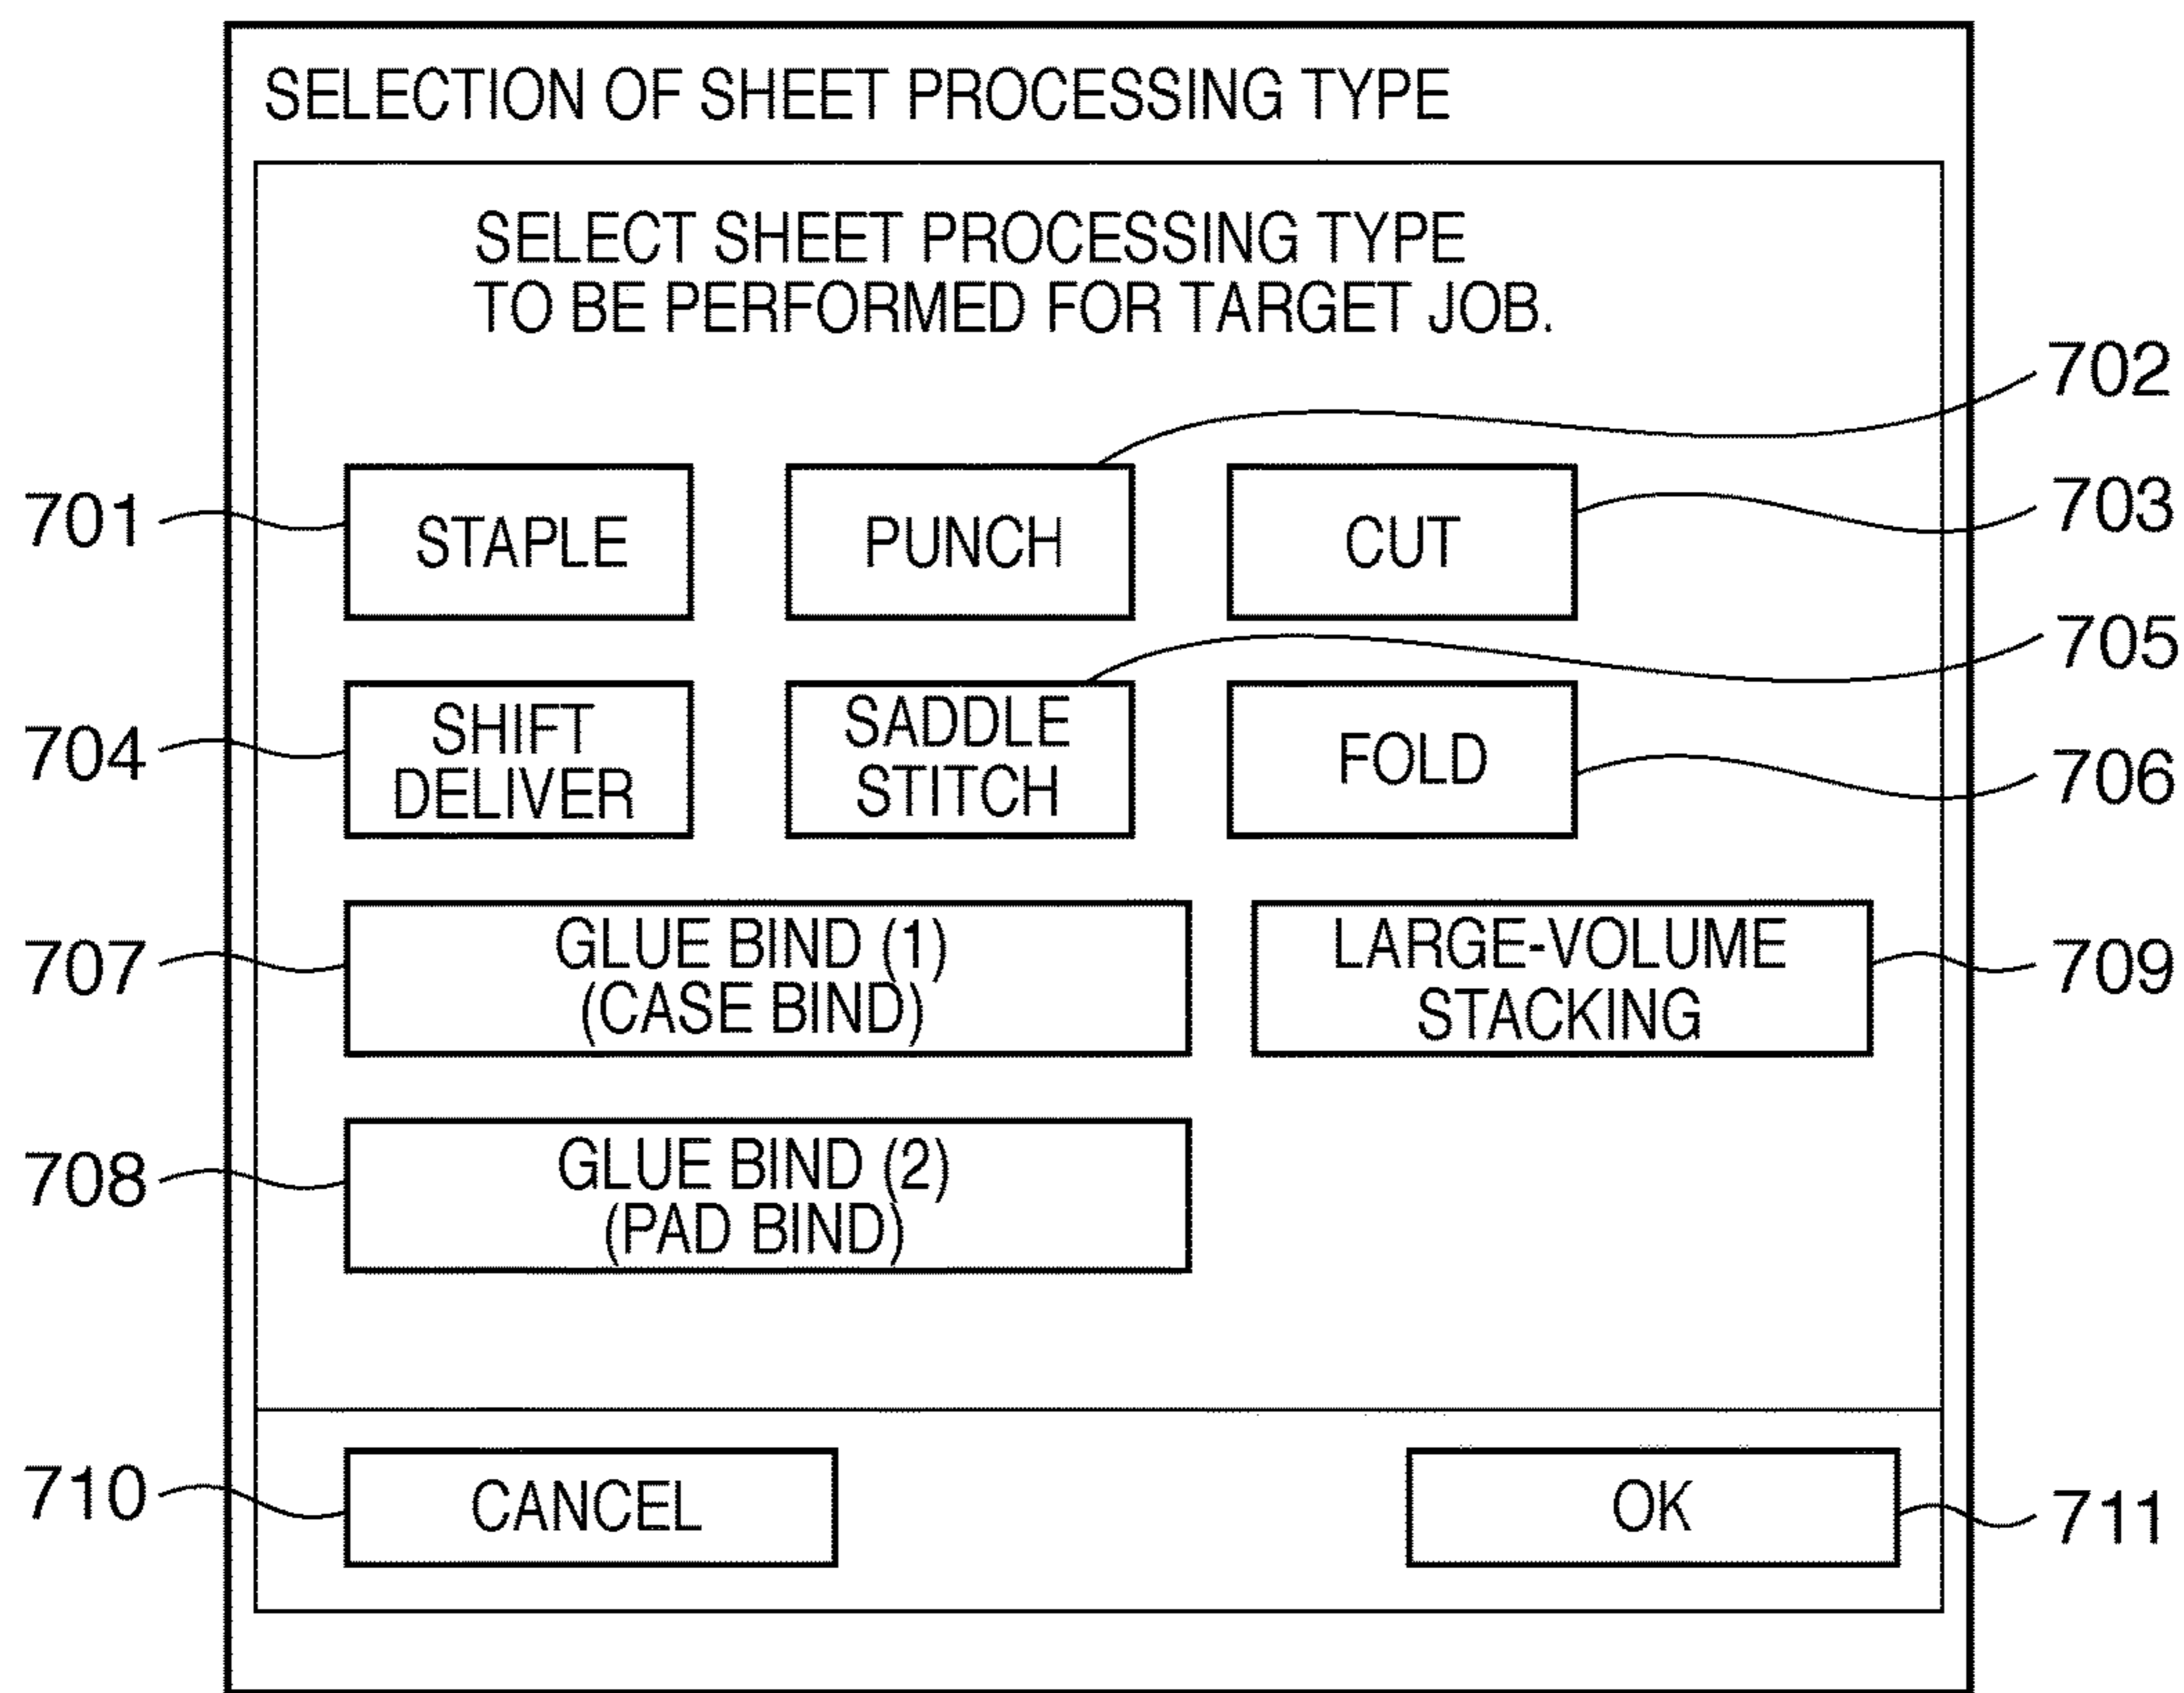 SELECTION OF SHEET PROCESSING TYPE
SELECT SHEET PROCESSING TYPE
TO BE PERFORMED FOR TARGET JOB.
702
701
STAPLE
PUNCH
CUT
703
705
704
SHIFT
DELIVER
SADDLE
STITCH
FOLD
706
707
GLUE BIND (1)
(CASE BIND)
LARGE-VOLUME
STACKING
709
708
GLUE BIND (2)
(PAD BIND)
710
CANCEL
OK
711